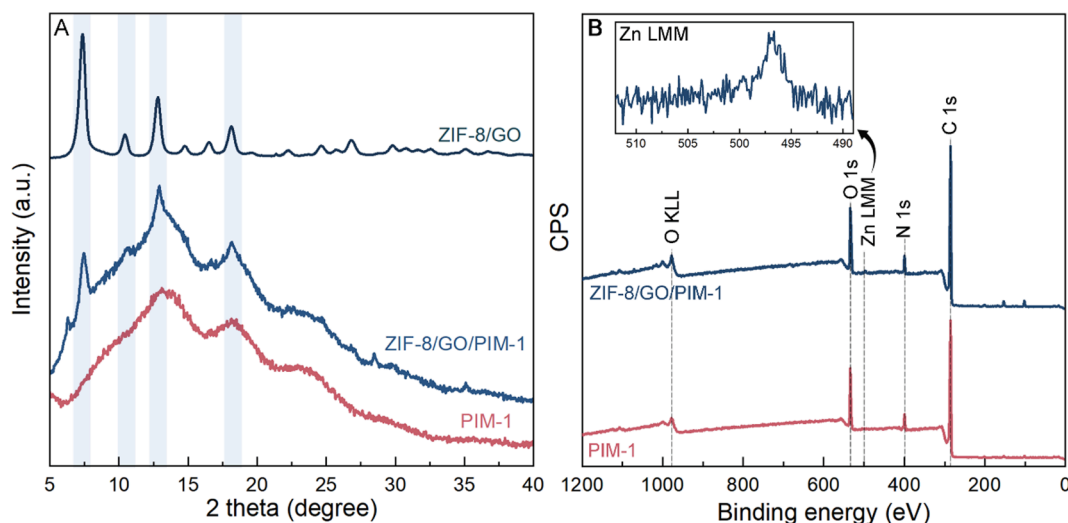 A
ZIF-8/GO
ZIF-8/GO/PIM-1
PIM-1
Intensity (a.u.)
5 10 15 20 25 30 35 40
2 theta (degree)
B
Zn LMM
510 505 500 495 490
O KLL
O 1s
Zn LMM
N 1s
C 1s
ZIF-8/GO/PIM-1
PIM-1
CPS
1200 1000 800 600 400 200 0
Binding energy (eV)